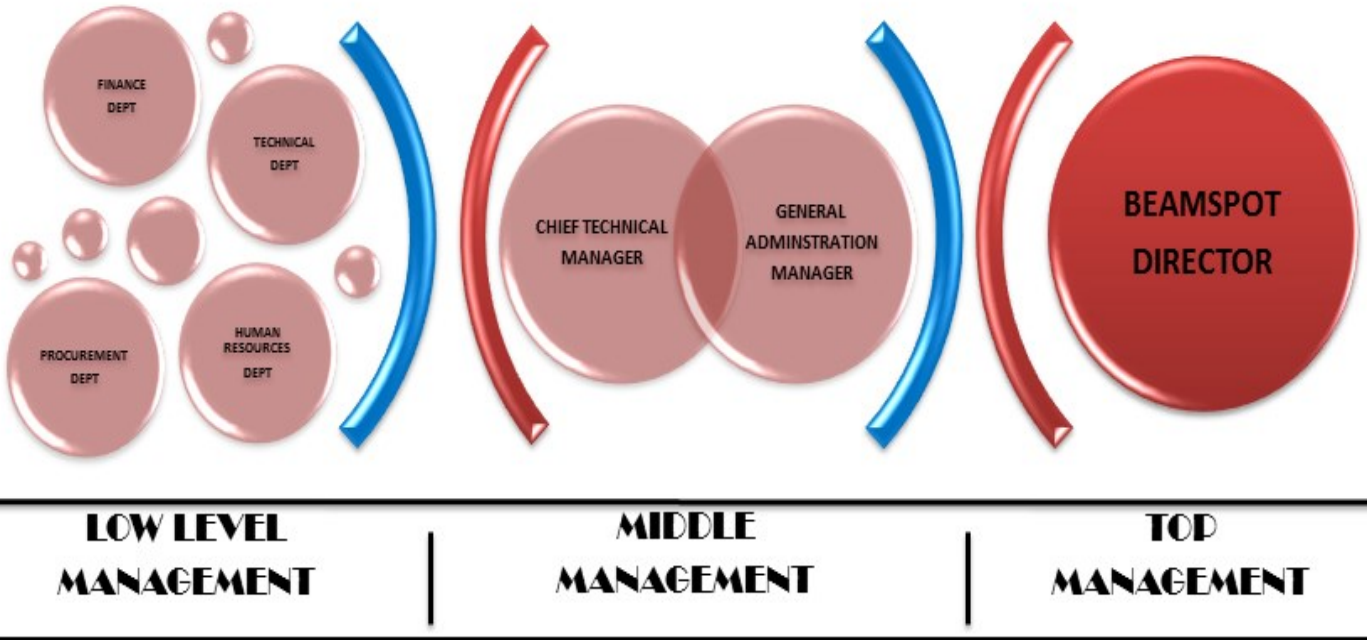 FINANCE
DEPT
TECHNICAL
DEPT
PROCUREMENT
DEPT
HUMAN
RESOURCES
DEPT
CHIEF TECHNICAL
MANAGER
GENERAL
ADMINSTRATION
MANAGER
BEAMSPOT
DIRECTOR
LOW LEVEL
MANAGEMENT
MIDDLE
MANAGEMENT
TOP
MANAGEMENT